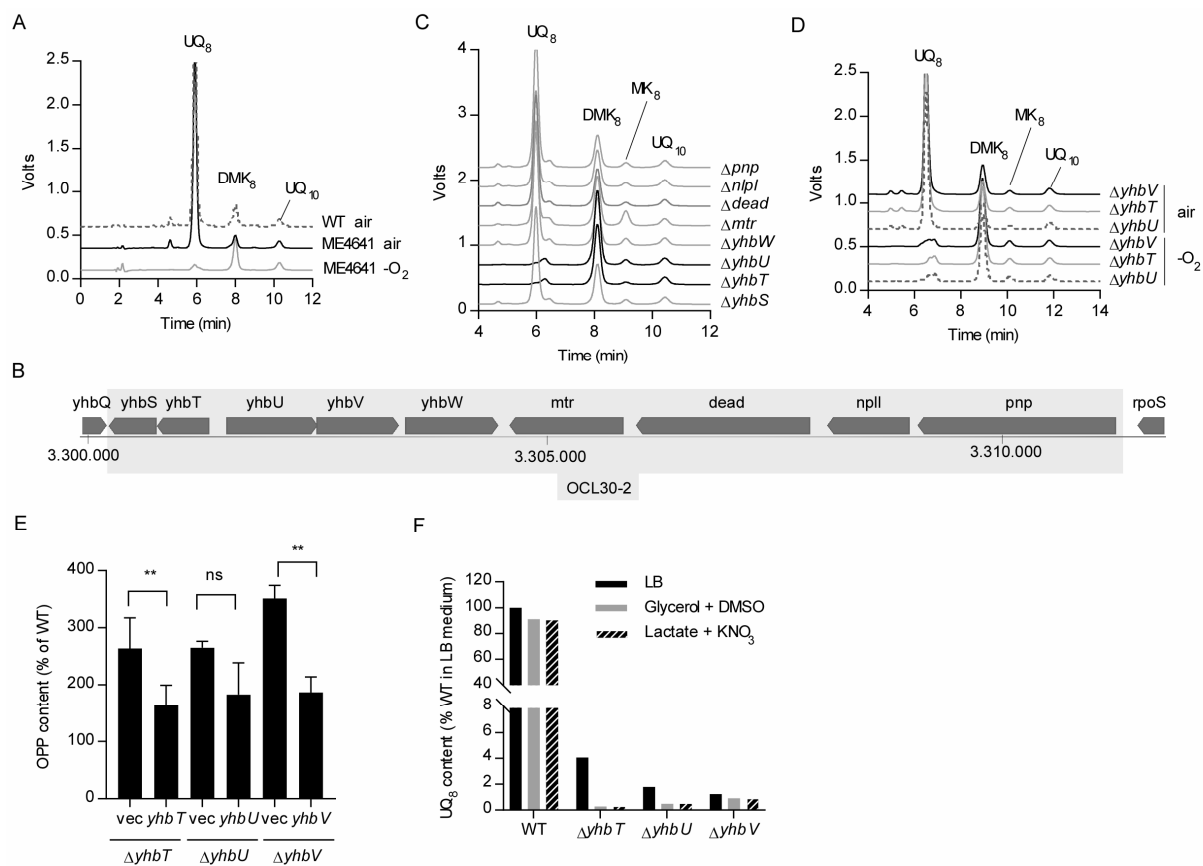 A
UQ8
2.5
2.0
1.5
1.0
0.5
0.0
Volts
DMK8
UQ10
WT air
ME4641 air
ME4641 -O2
0 2 4 6 8 10 12
Time (min)
C
UQ8
4
3
2
1
0
Volts
DMK8
MK8
UQ10
Δpnp
Δnlpl
Δdead
Δmtr
ΔyhbW
ΔyhbU
ΔyhbT
ΔyhbS
4 6 8 10 12
Time (min)
D
UQ8
2.5
2.0
1.5
1.0
0.5
0.0
Volts
DMK8
MK8
UQ10
ΔyhbV
ΔyhbT
ΔyhbU
air
ΔyhbV
ΔyhbT
ΔyhbU
-O2
4 6 8 10 12 14
Time (min)
B
yhbQ yhbS yhbT yhbU yhbV yhbW mtr dead nplI pnp rpoS
3.300.000 3.305.000 3.310.000
OCL30-2
E
OPP content (% of WT)
400
300
200
100
0
** ns **
vec yhbT vec yhbU vec yhbV
ΔyhbT ΔyhbU ΔyhbV
F
UQ8 content (% WT in LB medium)
120
100
80
60
40
8
6
4
2
0
LB
Glycerol + DMSO
Lactate + KNO3
WT ΔyhbT ΔyhbU ΔyhbV